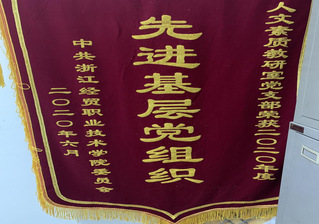 人文素质教研室党支部荣获二〇二〇年度
先进基层党组织
中共浙江经贸职业技术学院委员会
二〇二〇年六月